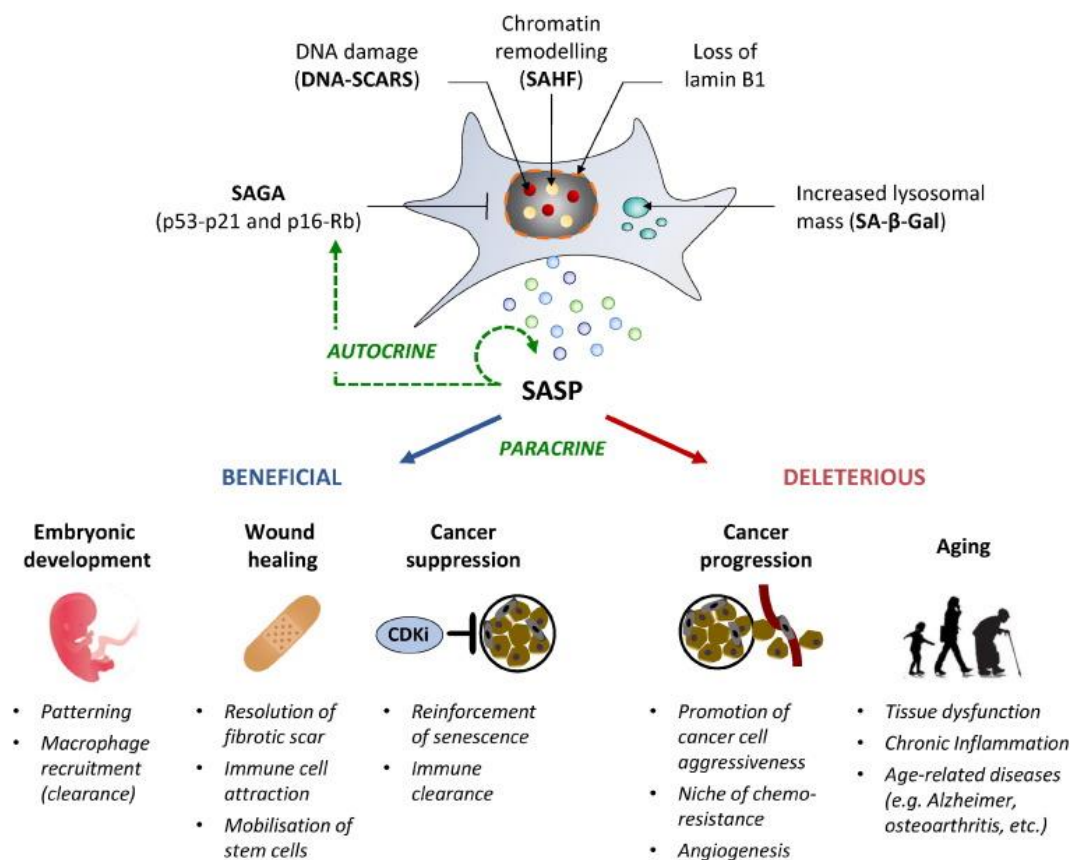 DNA damage
(DNA-SCARS)
Chromatin
remodelling
(SAHF)
Loss of
lamin B1
SAGA
(p53-p21 and p16-Rb)
Increased lysosomal
mass (SA-β-Gal)
AUTOCRINE
SASP
PARACRINE
BENEFICIAL
DELETERIOUS
Embryonic
development
• Patterning
• Macrophage
recruitment
(clearance)
Wound
healing
• Resolution of
fibrotic scar
• Immune cell
attraction
• Mobilisation of
stem cells
Cancer
suppression
CDKi
• Reinforcement
of senescence
• Immune
clearance
Cancer
progression
• Promotion of
cancer cell
aggressiveness
• Niche of chemo-
resistance
• Angiogenesis
Aging
• Tissue dysfunction
• Chronic Inflammation
• Age-related diseases
(e.g. Alzheimer,
osteoarthritis, etc.)